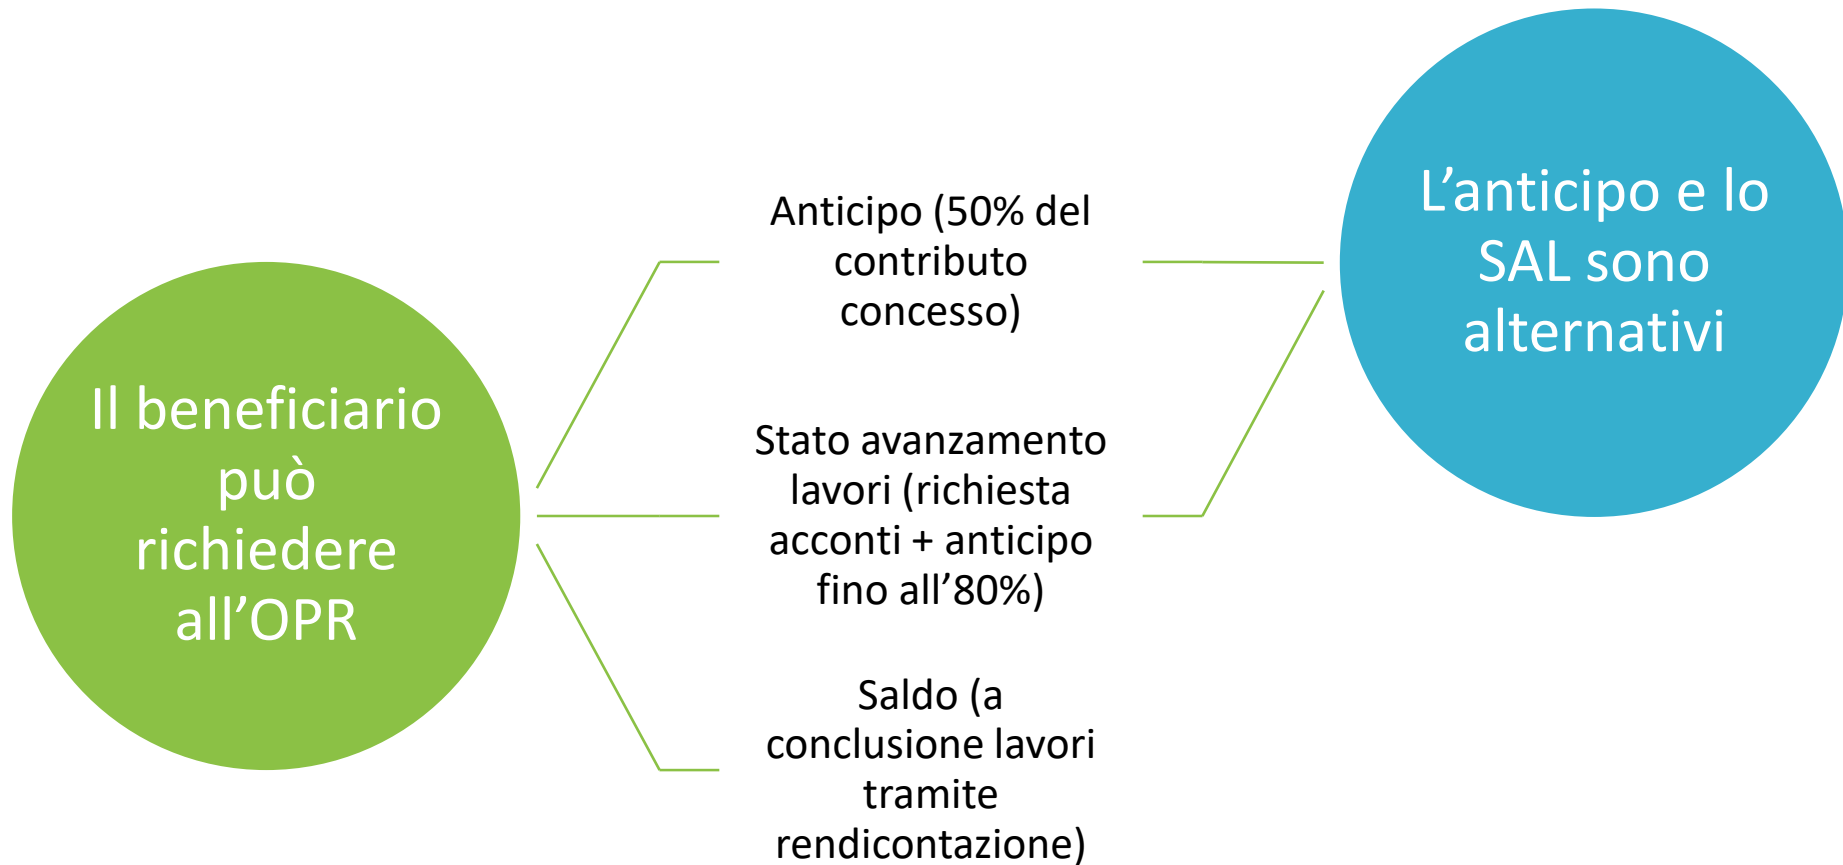 Il beneficiario
può
richiedere
all’OPR
Anticipo (50% del
contributo
concesso)
Stato avanzamento
lavori (richiesta
acconti + anticipo
fino all’80%)
Saldo (a
conclusione lavori
tramite
rendicontazione)
L’anticipo e lo
SAL sono
alternativi